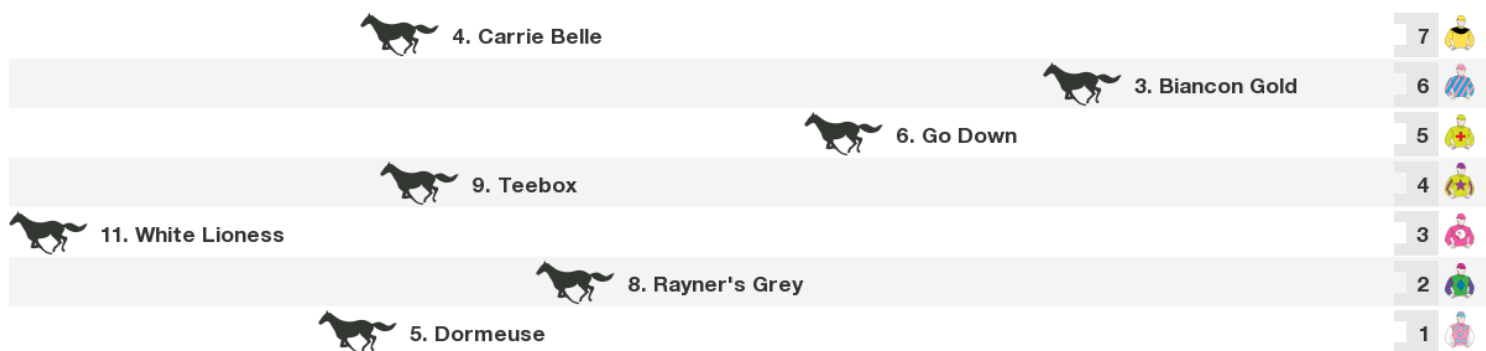 4. Carrie Belle 7
3. Biancon Gold 6
6. Go Down 5
9. Teebox 4
11. White Lioness 3
8. Rayner's Grey 2
5. Dormeuse 1